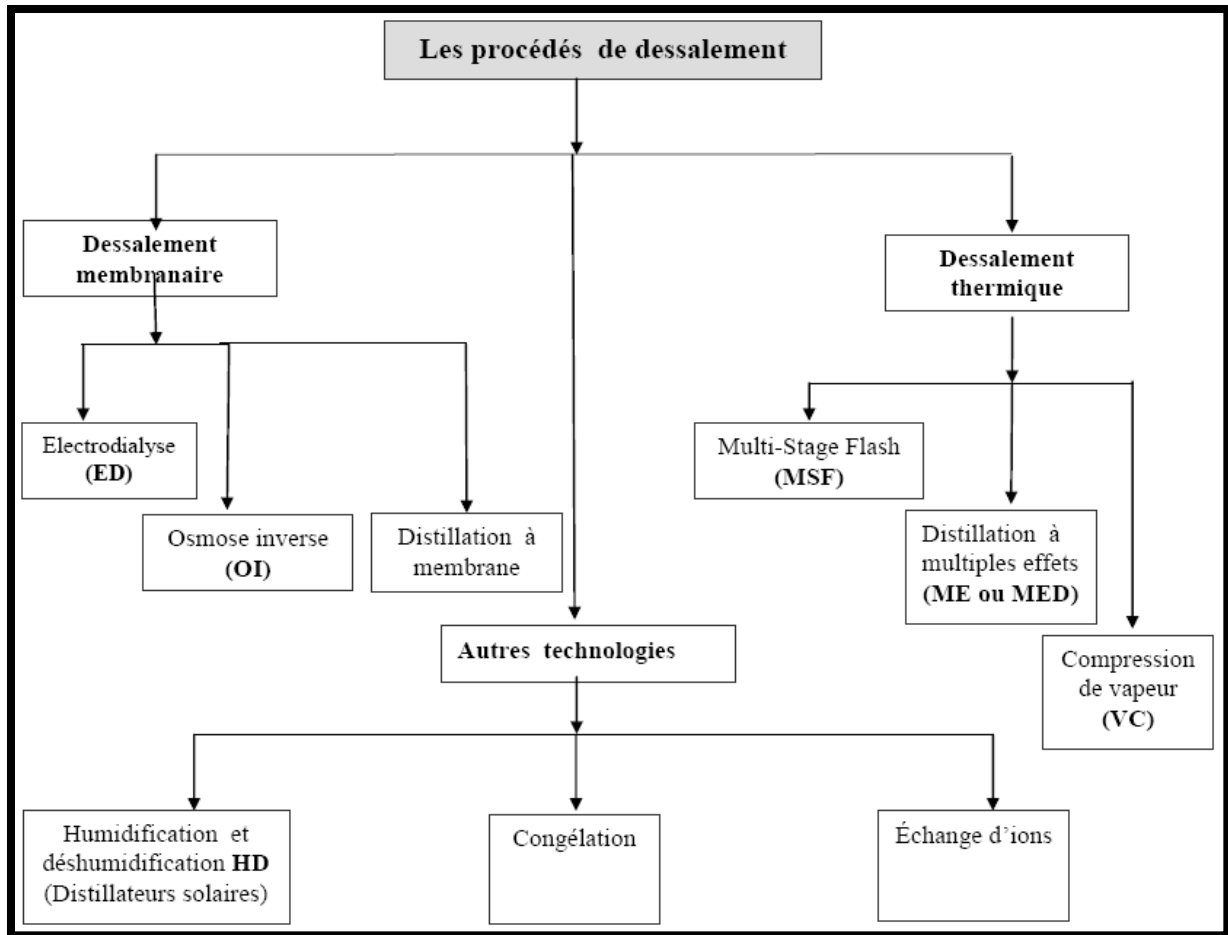 Les procédés de dessalement
Dessalement
membranaire
Dessalement
thermique
Electrodialyse
(ED)
Osmose inverse
(OI)
Distillation à
membrane
Multi-Stage Flash
(MSF)
Distillation à
multiples effets
(ME ou MED)
Compression
de vapeur
(VC)
Autres technologies
Humidification et
déshumidification HD
(Distillateurs solaires)
Congélation
Échange d’ions